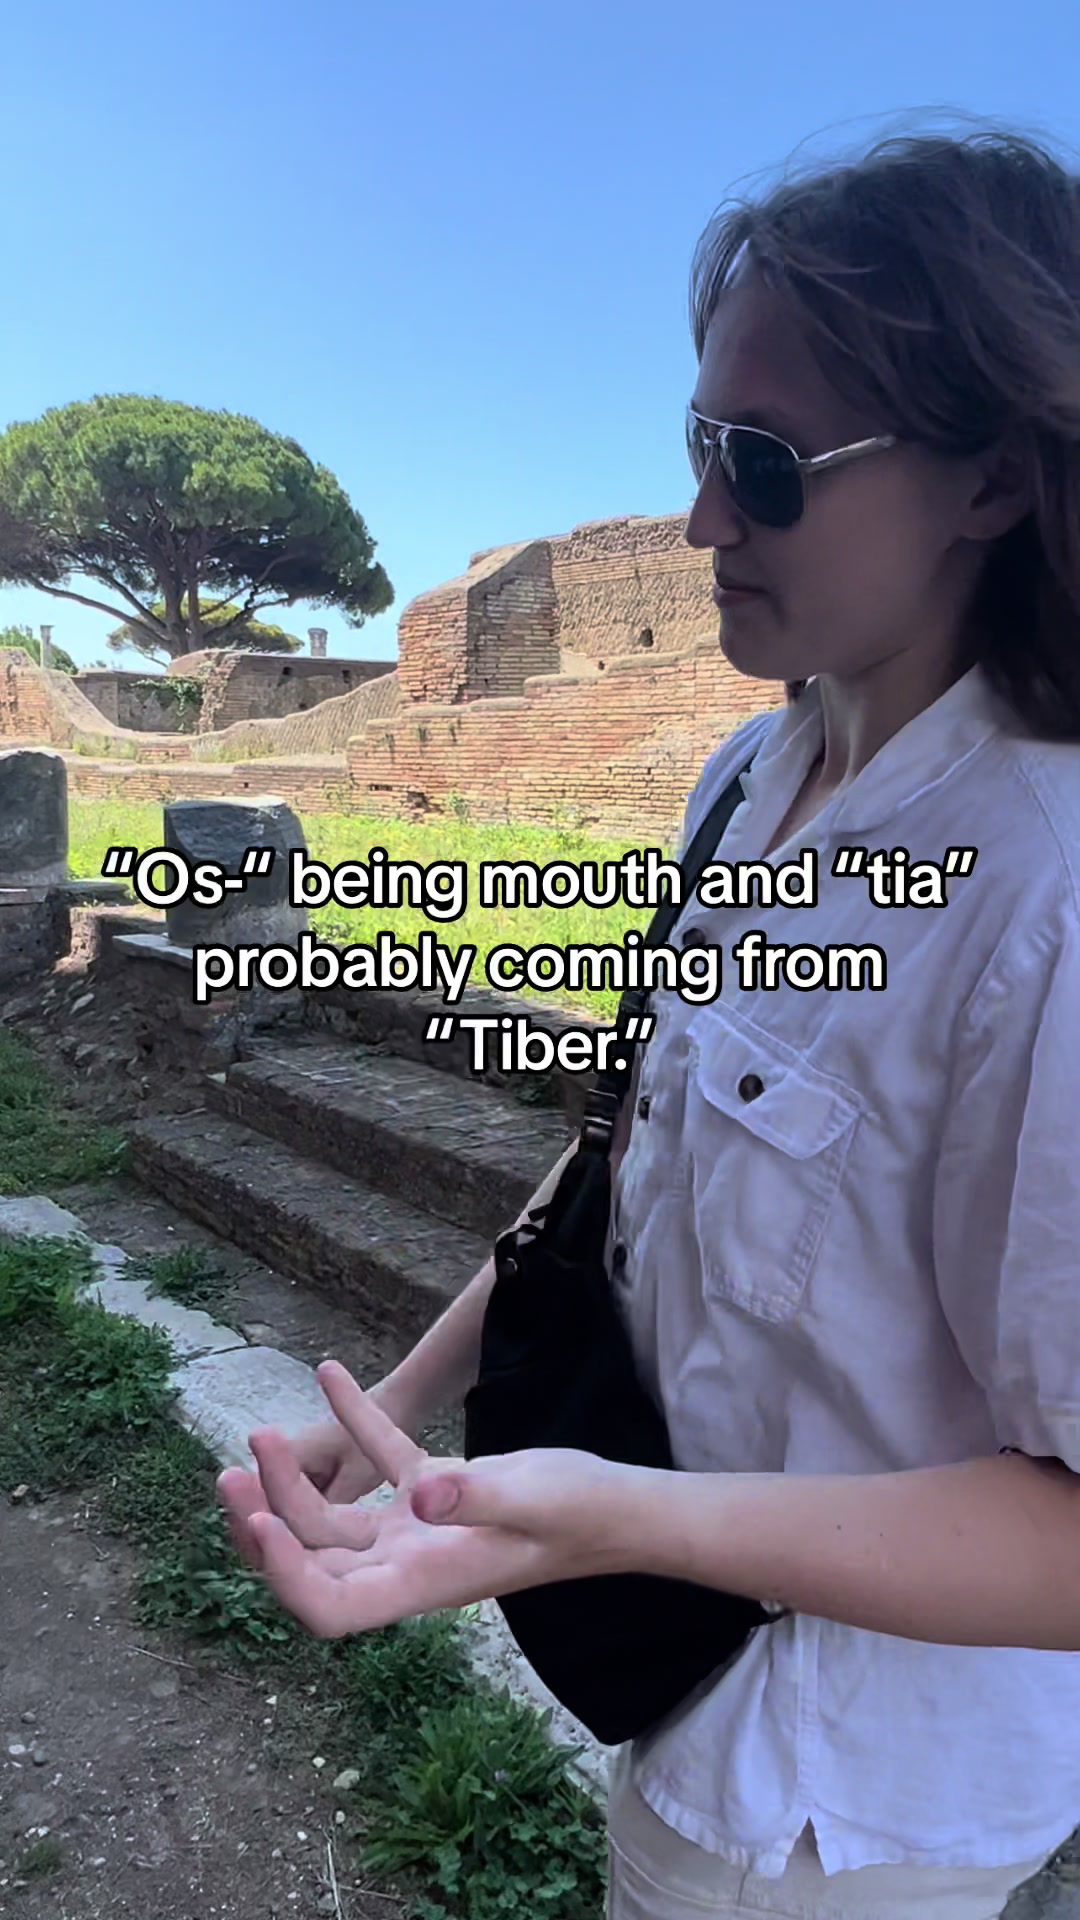 “Os-“ being mouth and “tia”
probably coming from
“Tiber.”